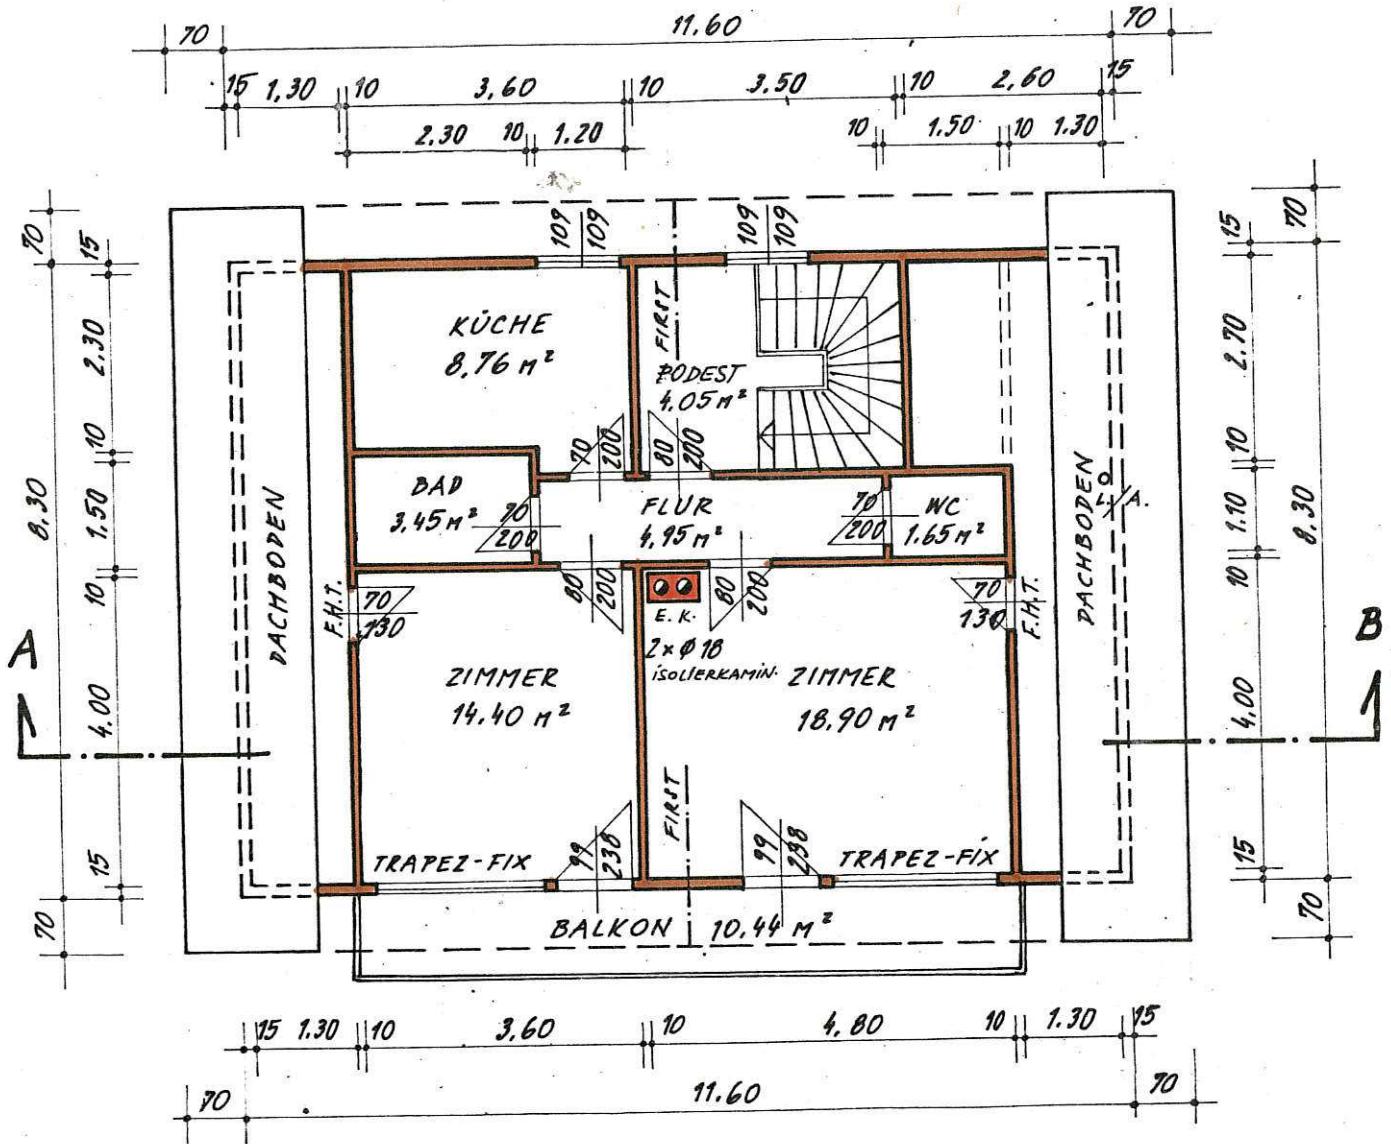 70 11.60 70
15 1,30 10 3,60 10 3.50 10 2,60 15
2.30 10 1.20 10 1.50 10 1.30
70 15 2.30 10 1.50 10 4.00 15 70
8.30
109 109
109 109
KÜCHE
8,76 m²
FIRST
PODEST
4.05 m²
70 200
80 200
BAD
3.45 m²
70
200
FLUR
4,95 m²
70
200
WC
1.65 m²
DACHBODEN
DACHBODEN
L. A.
F.H.T.
70
130
80 200
E. K.
2x Ø 18
ISOLIERKAMIN.
80 200
70
130
F.H.T.
ZIMMER
14.40 m²
ZIMMER
18.90 m²
A
B
FIRST
TRAPEZ-FIX
99 238
99 238
TRAPEZ-FIX
BALKON 10.44 m²
70 15 2.70 10 1.10 10 4.00 15 70
8.30
15 1.30 10 3.60 10 4.80 10 1.30 15
70 11.60 70